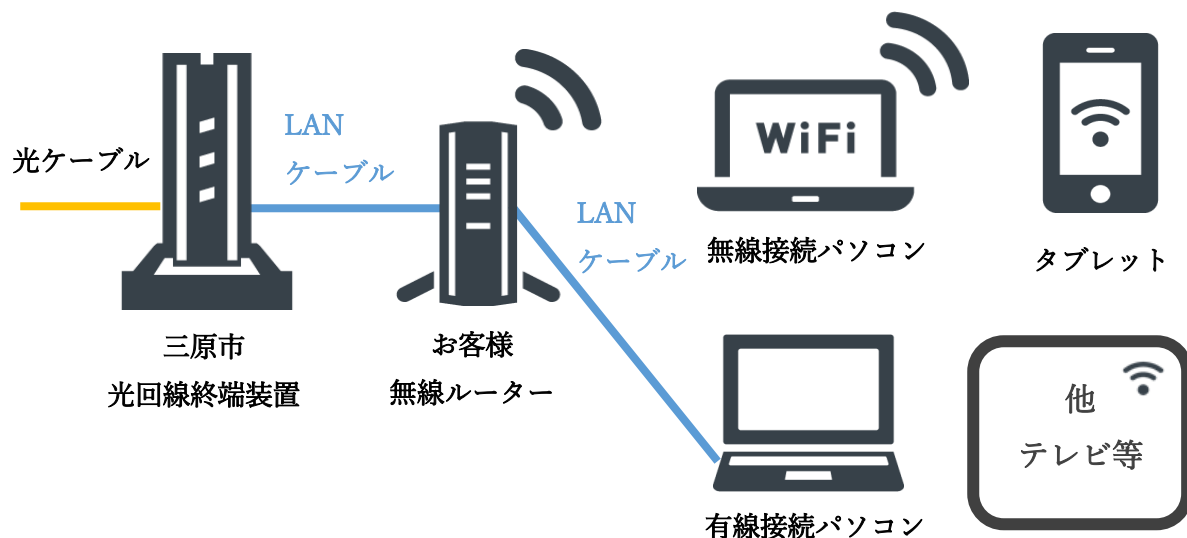 光ケーブル
LAN
ケーブル
三原市
光回線終端装置
お客様
無線ルーター
LAN
ケーブル
WiFi
無線接続パソコン
タブレット
有線接続パソコン
他
テレビ等